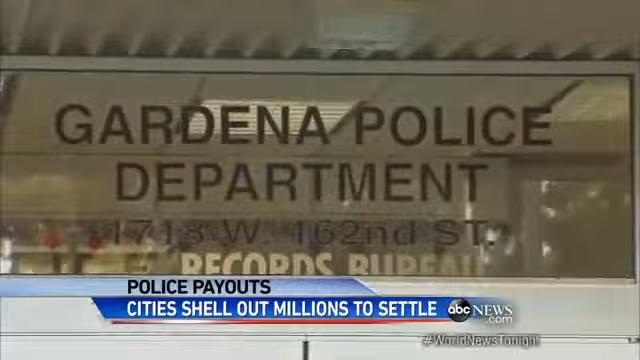 GARDENA POLICE
DEPARTMENT
1718 W. 162nd ST.
RECORDS BUREAU
POLICE PAYOUTS
CITIES SHELL OUT MILLIONS TO SETTLE
abc NEWS
.com
#WorldNewsTonight